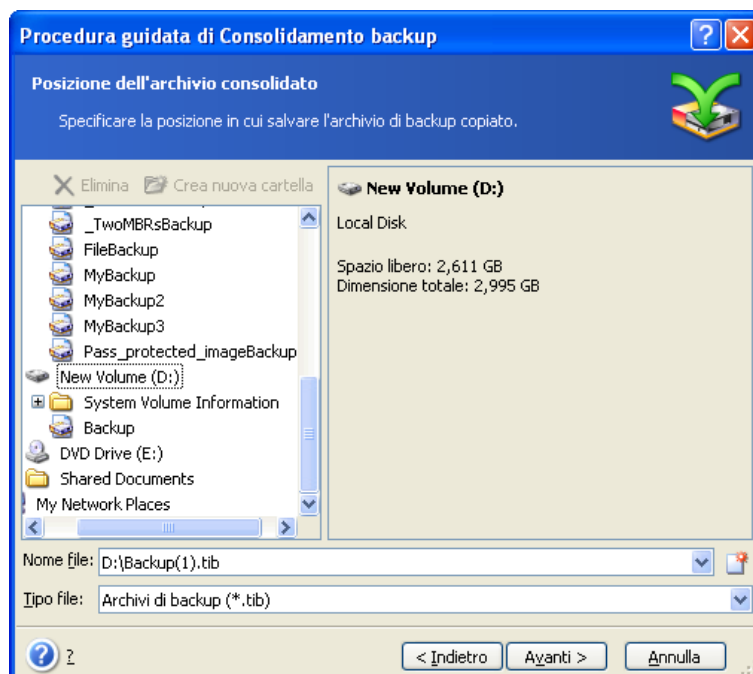 Procedura guidata di Consolidamento backup
Posizione dell'archivio consolidato
Specificare la posizione in cui salvare l'archivio di backup copiato.
Elimina Crea nuova cartella
_TwoMBRsBackup
FileBackup
MyBackup
MyBackup2
MyBackup3
Pass_protected_imageBackup
New Volume (D:)
System Volume Information
Backup
DVD Drive (E:)
Shared Documents
My Network Places
New Volume (D:)
Local Disk
Spazio libero: 2,611 GB
Dimensione totale: 2,995 GB
Nome file: D:\Backup(1).tib
Tipo file: Archivi di backup (*.tib)
? < Indietro Avanti > Annulla